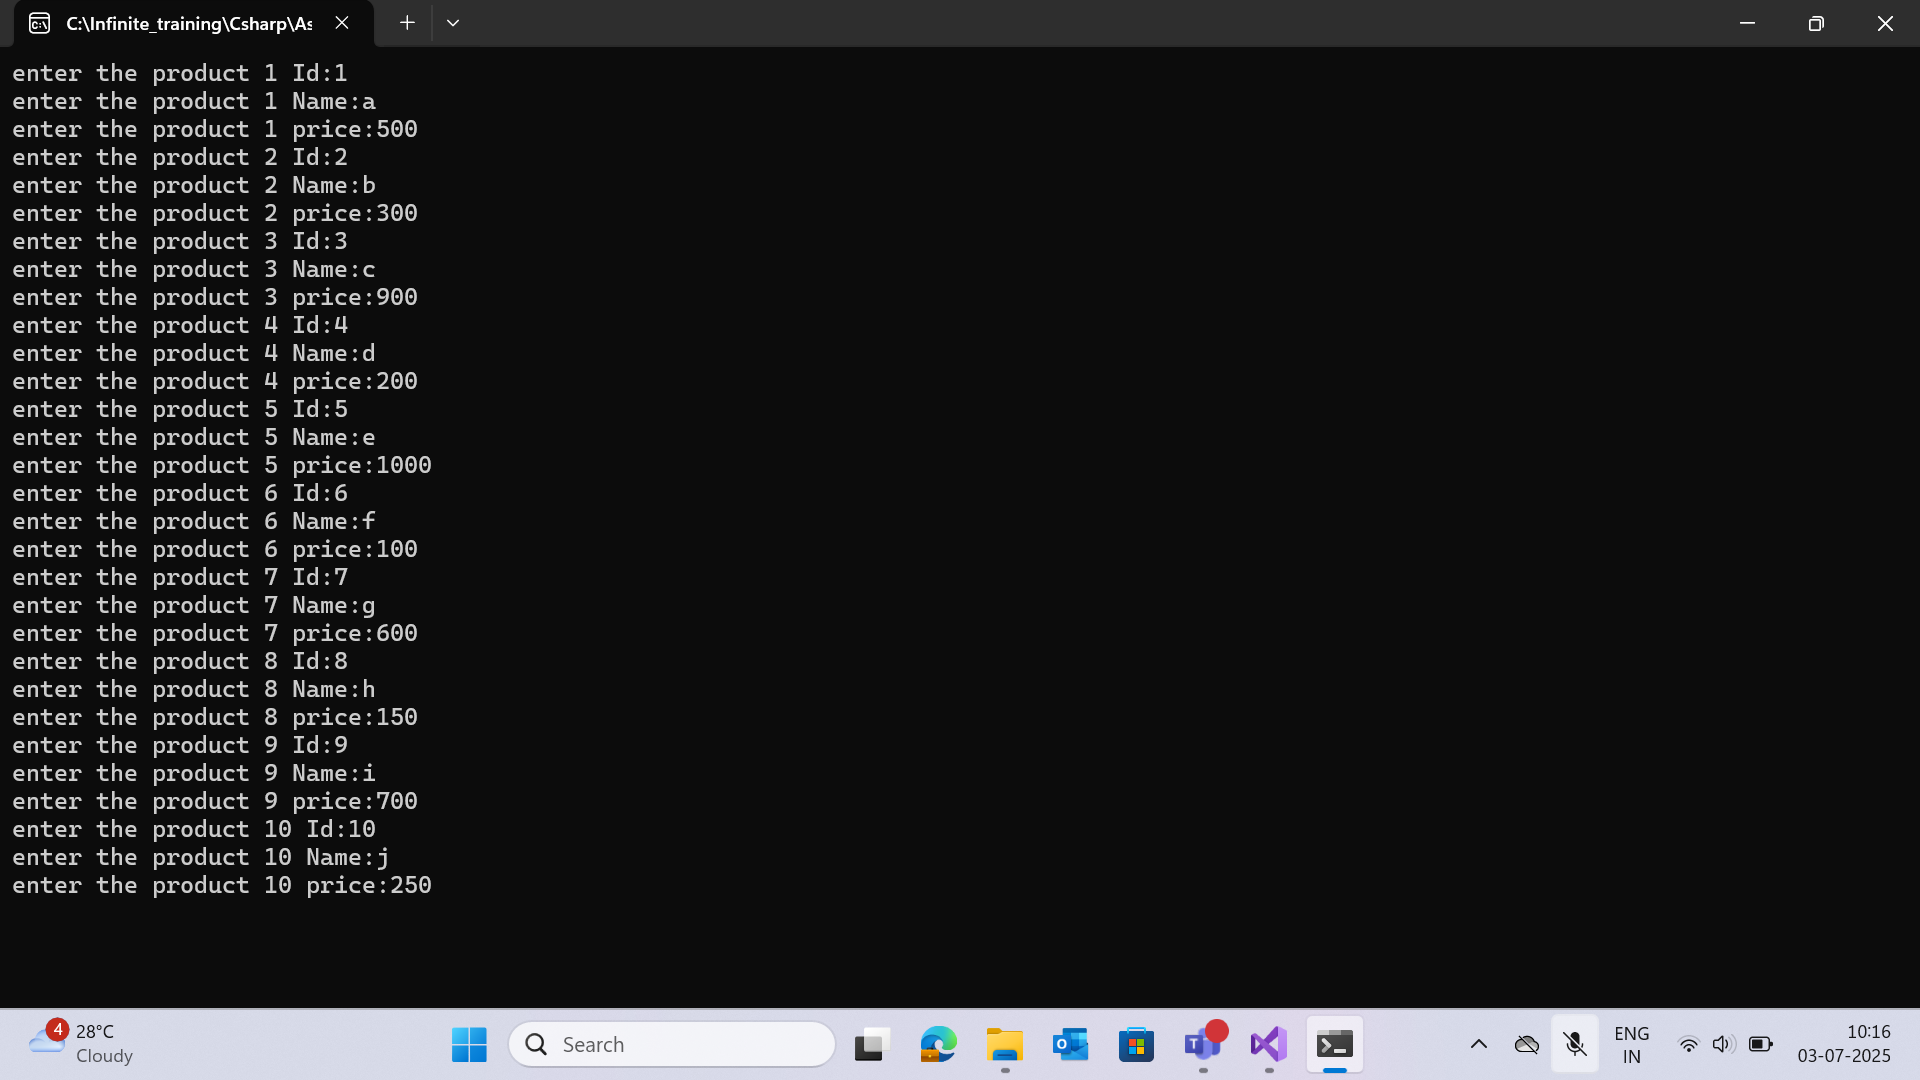 C:\Infinite_training\Csharp\As
enter the product 1 Id:1
enter the product 1 Name:a
enter the product 1 price:500
enter the product 2 Id:2
enter the product 2 Name:b
enter the product 2 price:300
enter the product 3 Id:3
enter the product 3 Name:c
enter the product 3 price:900
enter the product 4 Id:4
enter the product 4 Name:d
enter the product 4 price:200
enter the product 5 Id:5
enter the product 5 Name:e
enter the product 5 price:1000
enter the product 6 Id:6
enter the product 6 Name:f
enter the product 6 price:100
enter the product 7 Id:7
enter the product 7 Name:g
enter the product 7 price:600
enter the product 8 Id:8
enter the product 8 Name:h
enter the product 8 price:150
enter the product 9 Id:9
enter the product 9 Name:i
enter the product 9 price:700
enter the product 10 Id:10
enter the product 10 Name:j
enter the product 10 price:250
4
28°C
Cloudy
Search
ENG
IN
10:16
03-07-2025